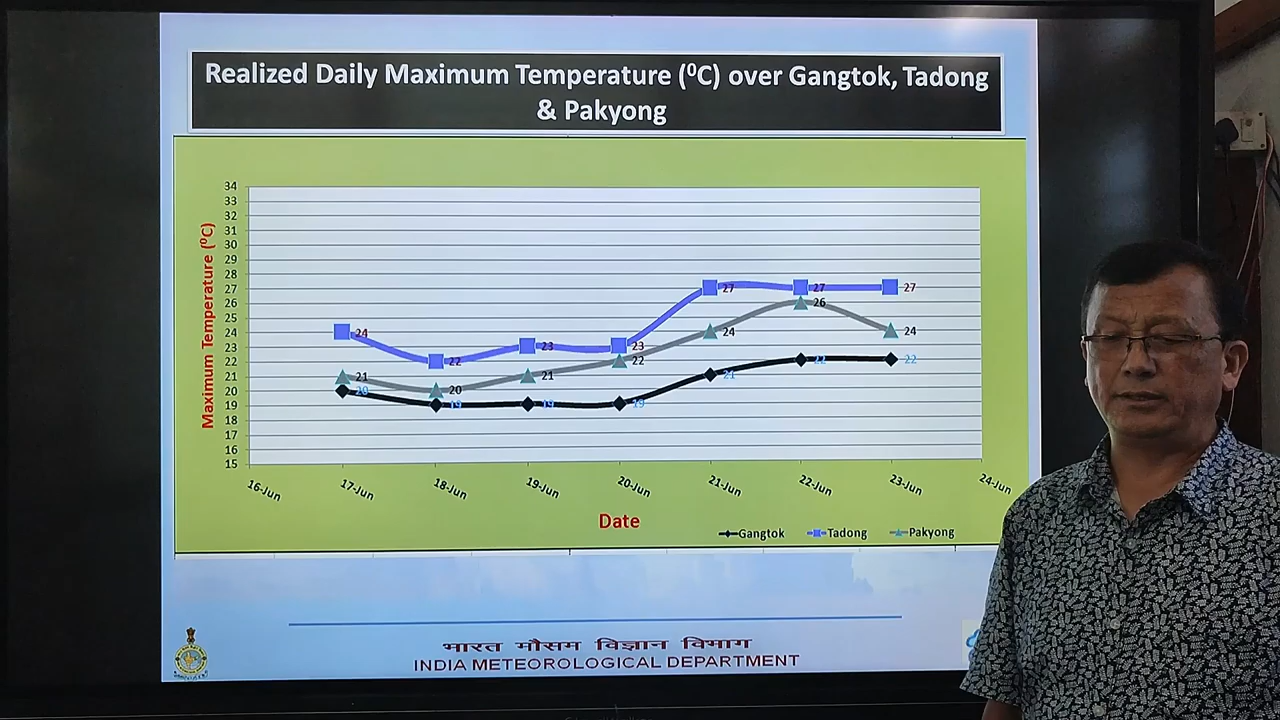 Realized Daily Maximum Temperature (⁰C) over Gangtok, Tadong
& Pakyong
Maximum Temperature (⁰C)
34
33
32
31
30
29
28
27
26
25
24
23
22
21
20
19
18
17
16
15
24 22 23 23 27 27 27
21 20 21 22 24 26 24
20 19 19 19 21 22 22
16-Jun 17-Jun 18-Jun 19-Jun 20-Jun 21-Jun 22-Jun 23-Jun 24-Jun
Date
Gangtok Tadong Pakyong
भारत मौसम विज्ञान विभाग
INDIA METEOROLOGICAL DEPARTMENT